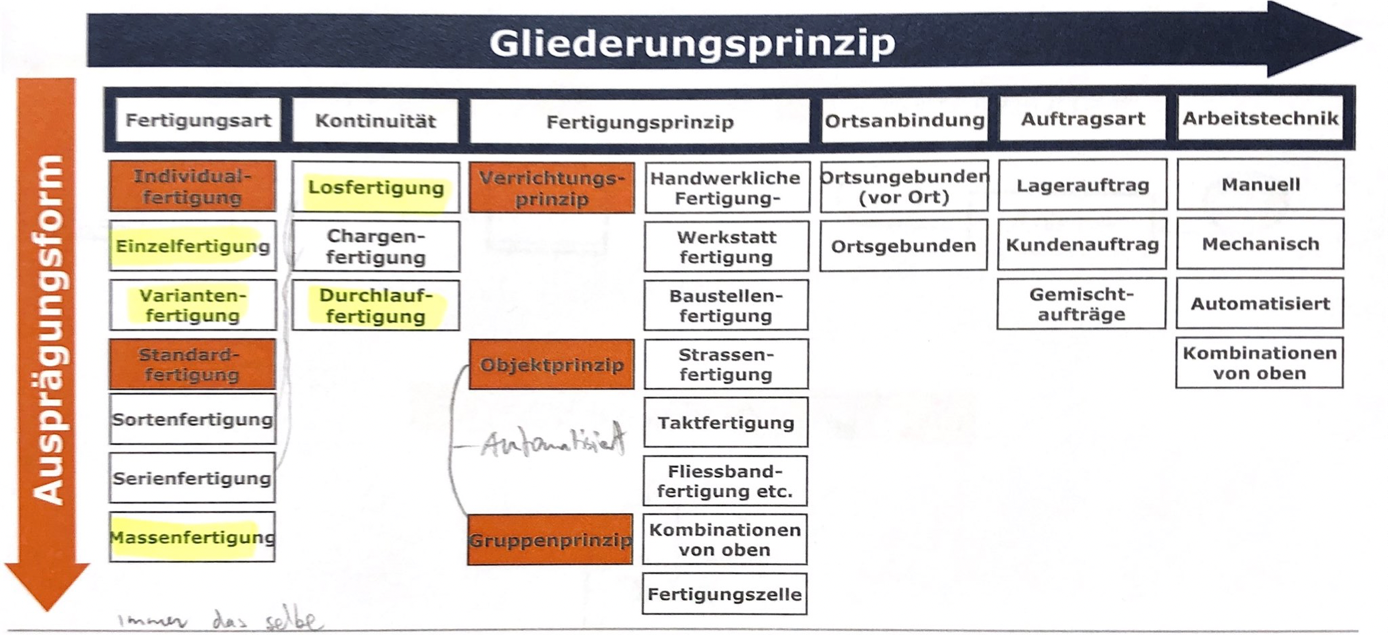 Gliederungsprinzip
Ausprägungsform
Fertigungsart
Kontinuität
Fertigungsprinzip
Ortsanbindung
Auftragsart
Arbeitstechnik
Individual-
fertigung
Einzelfertigung
Varianten-
fertigung
Standard-
fertigung
Sortenfertigung
Serienfertigung
Massenfertigung
immer das selbe
Losfertigung
Chargen-
fertigung
Durchlauf-
fertigung
Verrichtungs-
prinzip
Objektprinzip
Automatisiert
Gruppenprinzip
Handwerkliche
Fertigung-
Werkstatt
fertigung
Baustellen-
fertigung
Strassen-
fertigung
Taktfertigung
Fliessband-
fertigung etc.
Kombinationen
von oben
Fertigungszelle
Ortsungebunden
(vor Ort)
Ortsgebunden
Lagerauftrag
Kundenauftrag
Gemischt-
aufträge
Manuell
Mechanisch
Automatisiert
Kombinationen
von oben